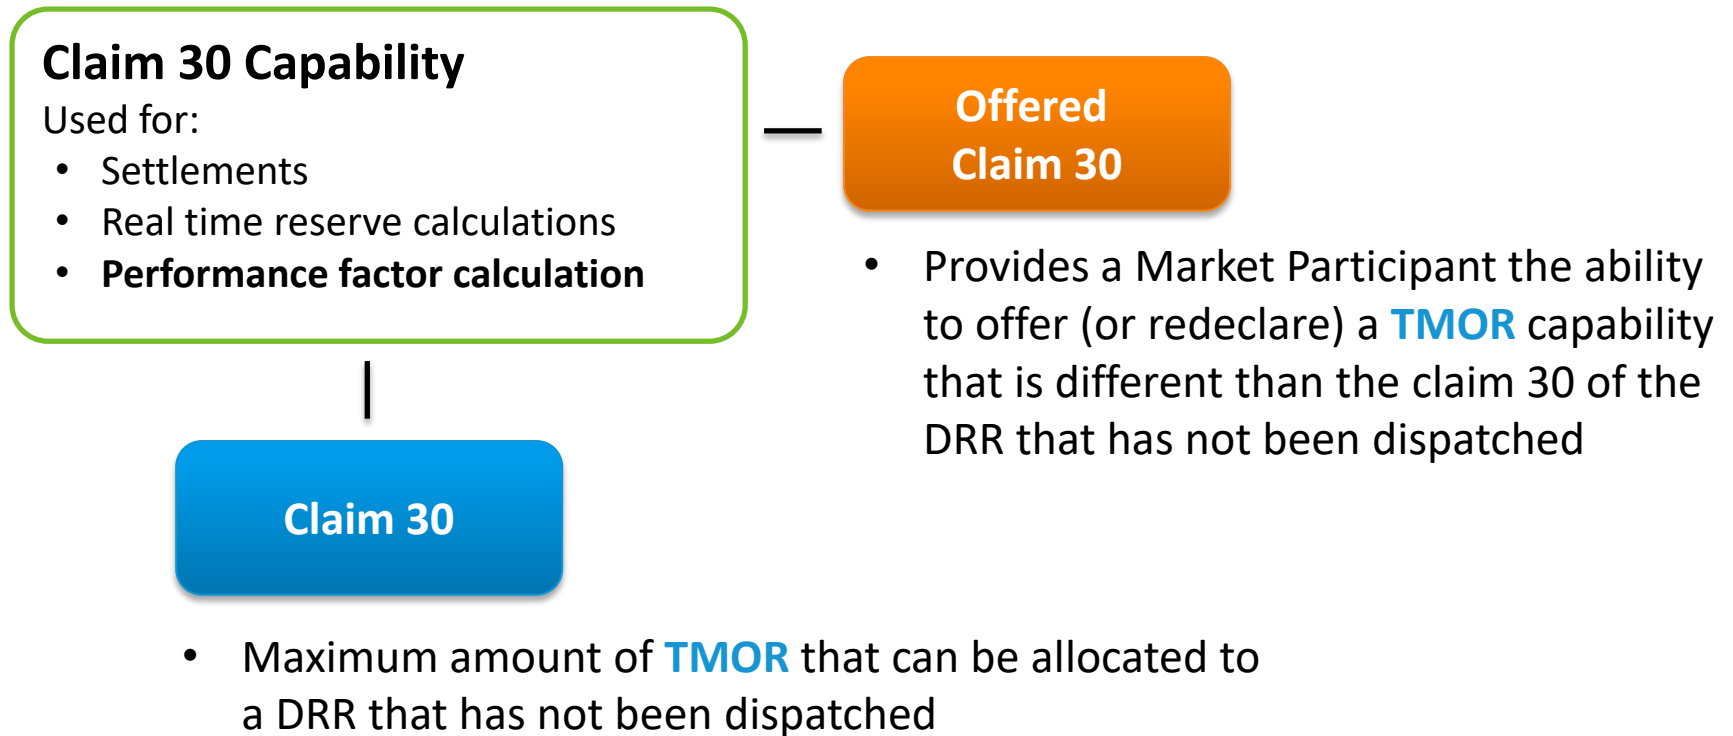 Claim 30 Capability
Used for:
• Settlements
• Real time reserve calculations
• Performance factor calculation
Offered
Claim 30
• Provides a Market Participant the ability
to offer (or redeclare) a TMOR capability
that is different than the claim 30 of the
DRR that has not been dispatched
Claim 30
• Maximum amount of TMOR that can be allocated to
a DRR that has not been dispatched